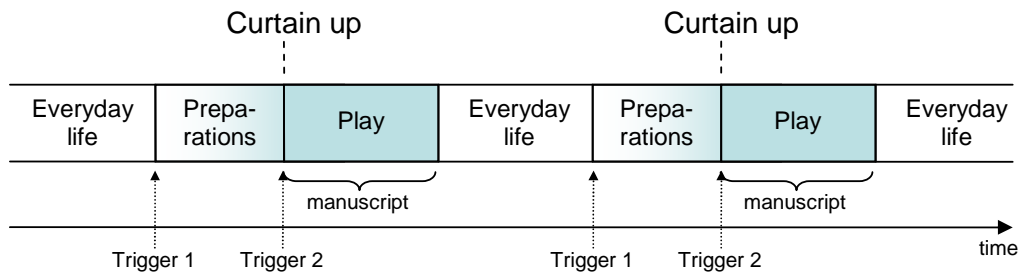 Curtain up Curtain up
Everyday life
Prepa-
rations
Play
Everyday life
Prepa-
rations
Play
Everyday life
manuscript manuscript
time
Trigger 1 Trigger 2 Trigger 1 Trigger 2